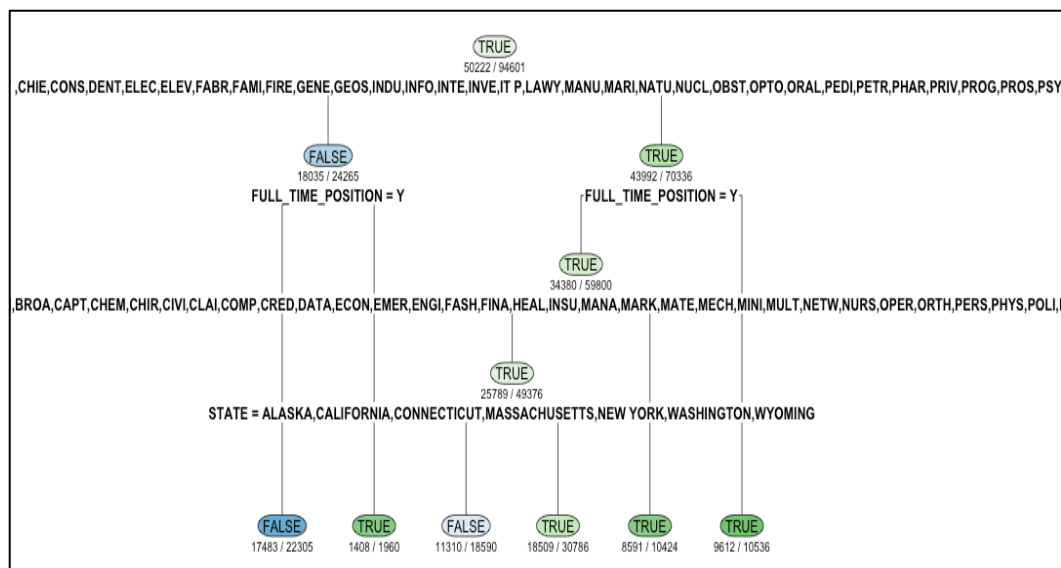 TRUE
50222 / 94601
,CHIE,CONS,DENT,ELEC,ELEV,FABR,FAMI,FIRE,GENE,GEOS,INDU,INFO,INTE,INVE,IT P,LAWY,MANU,MARI,NATU,NUCL,OBST,OPTO,ORAL,PEDI,PETR,PHAR,PRIV,PROG,PROS,PSY
FALSE TRUE
18035 / 24265 43992 / 70336
FULL_TIME_POSITION = Y FULL_TIME_POSITION = Y
TRUE
34380 / 59800
,BROA,CAPT,CHEM,CHIR,CIVI,CLAI,COMP,CRED,DATA,ECON,EMER,ENGI,FASH,FINA,HEAL,INSU,MANA,MARK,MATE,MECH,MINI,MULT,NETW,NURS,OPER,ORTH,PERS,PHYS,POLI,
TRUE
25789 / 49376
STATE = ALASKA,CALIFORNIA,CONNECTICUT,MASSACHUSETTS,NEW YORK,WASHINGTON,WYOMING
FALSE TRUE FALSE TRUE TRUE TRUE
17483 / 22305 1408 / 1960 11310 / 18590 18509 / 30786 8591 / 10424 9612 / 10536